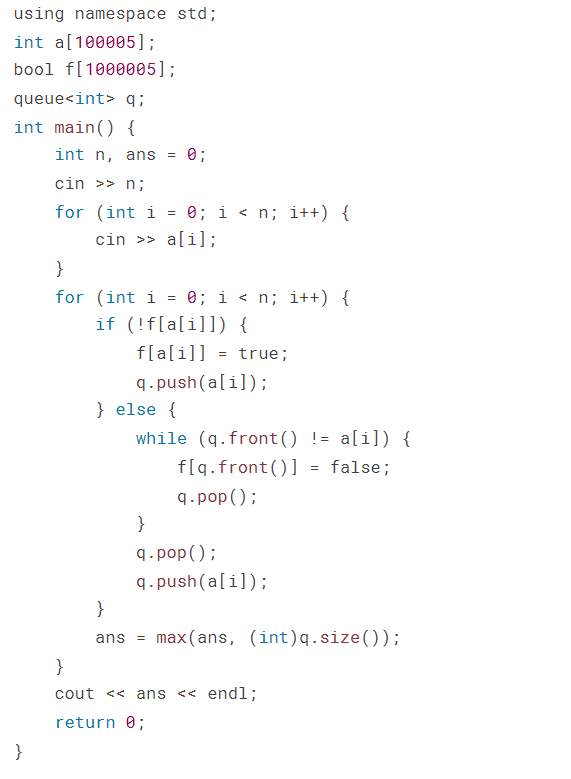 using namespace std;
int a[100005];
bool f[1000005];
queue<int> q;
int main() {
    int n, ans = 0;
    cin >> n;
    for (int i = 0; i < n; i++) {
        cin >> a[i];
    }
    for (int i = 0; i < n; i++) {
        if (!f[a[i]]) {
            f[a[i]] = true;
            q.push(a[i]);
        } else {
            while (q.front() != a[i]) {
                f[q.front()] = false;
                q.pop();
            }
            q.pop();
            q.push(a[i]);
        }
        ans = max(ans, (int)q.size());
    }
    cout << ans << endl;
    return 0;
}